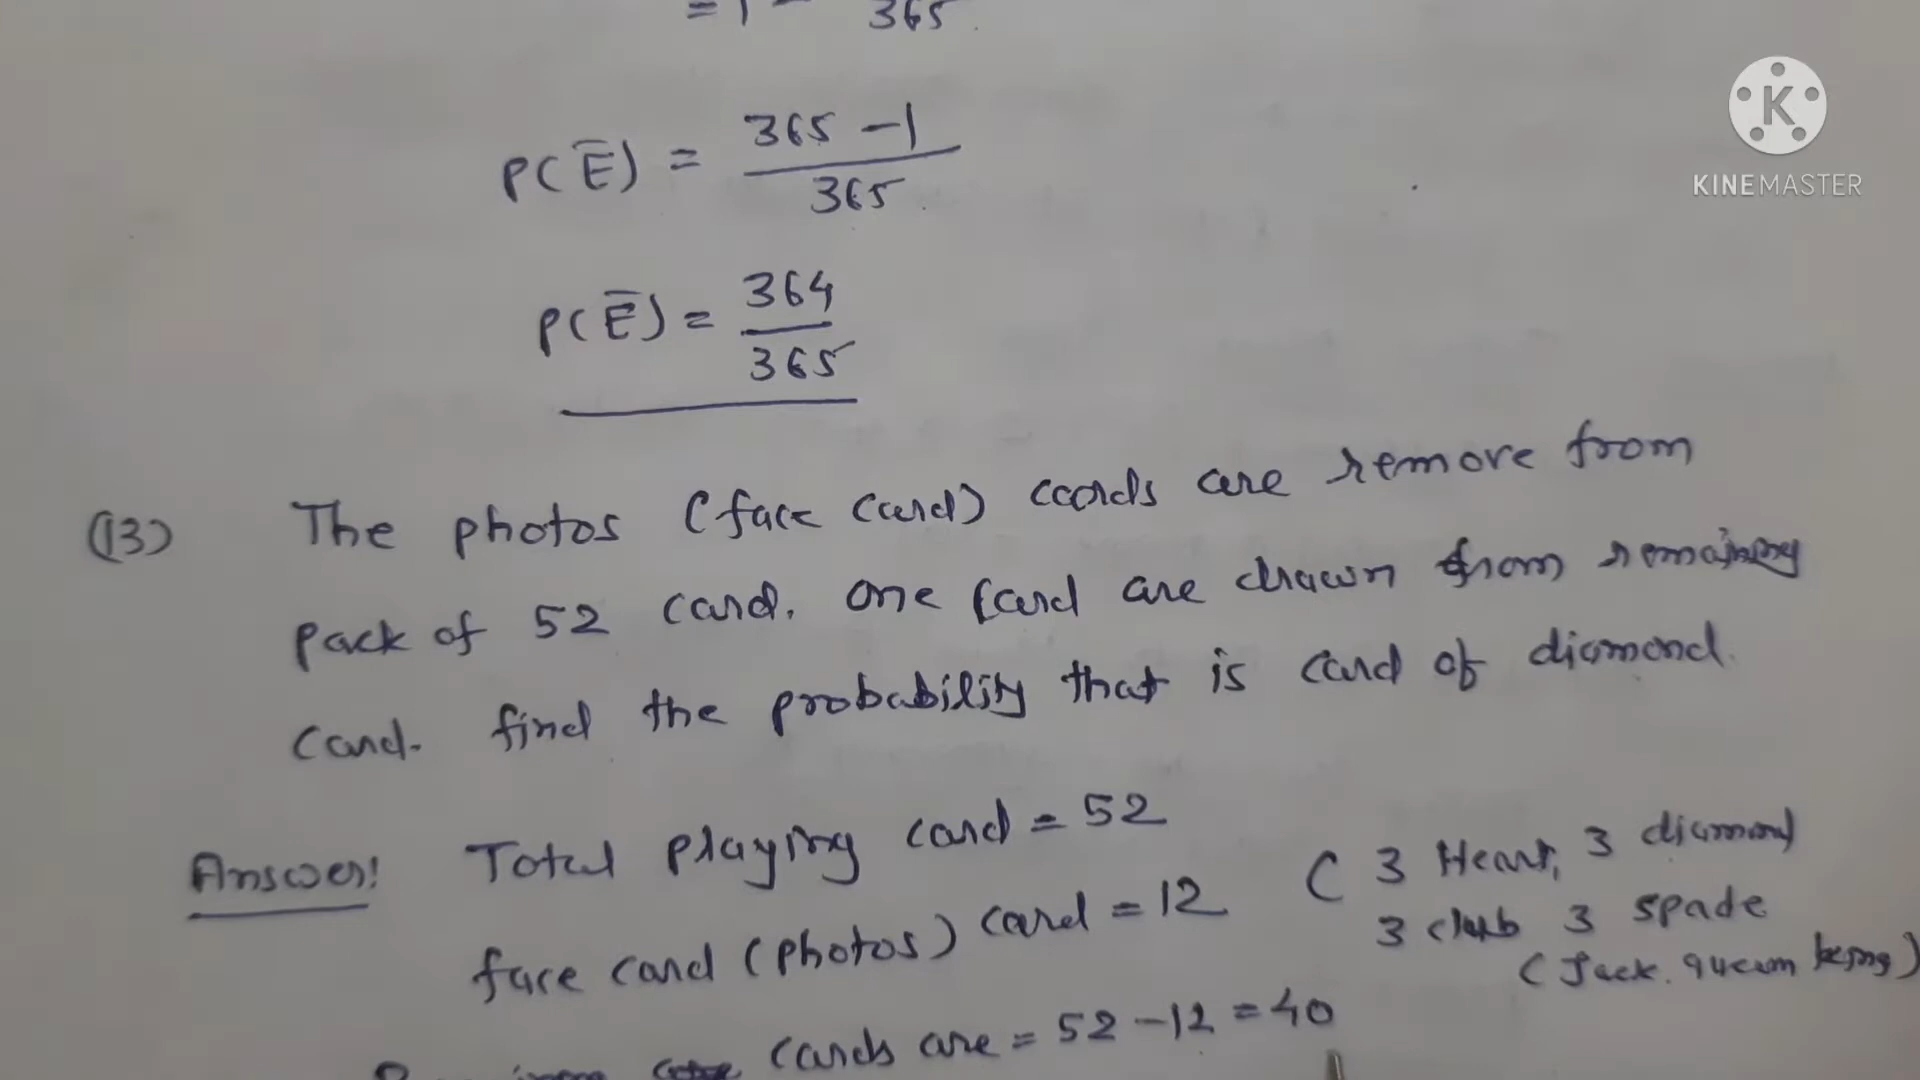 = 1 - 365
P(E̅) = 365 - 1 / 365
P(E̅) = 364 / 365
(13) The photos (face card) cards are remove from
pack of 52 card. one card are drawn from remaining
card. find the probability that is card of diamond.
Answer: Total playing card = 52
face card (photos) card = 12
( 3 Heart, 3 diamond
3 club 3 spade
(Jack. queen king)
cards are = 52 - 12 = 40
K
KINEMASTER